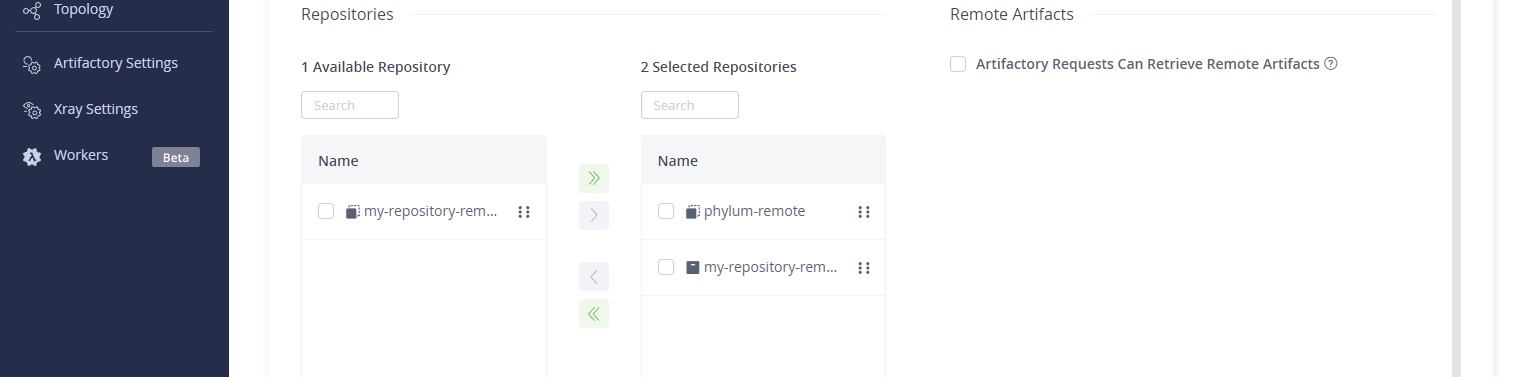 Topology
Artifactory Settings
Xray Settings
Workers Beta
Repositories
1 Available Repository
Search
Name
my-repository-rem...
2 Selected Repositories
Search
Name
phylum-remote
my-repository-rem...
Remote Artifacts
Artifactory Requests Can Retrieve Remote Artifacts ?